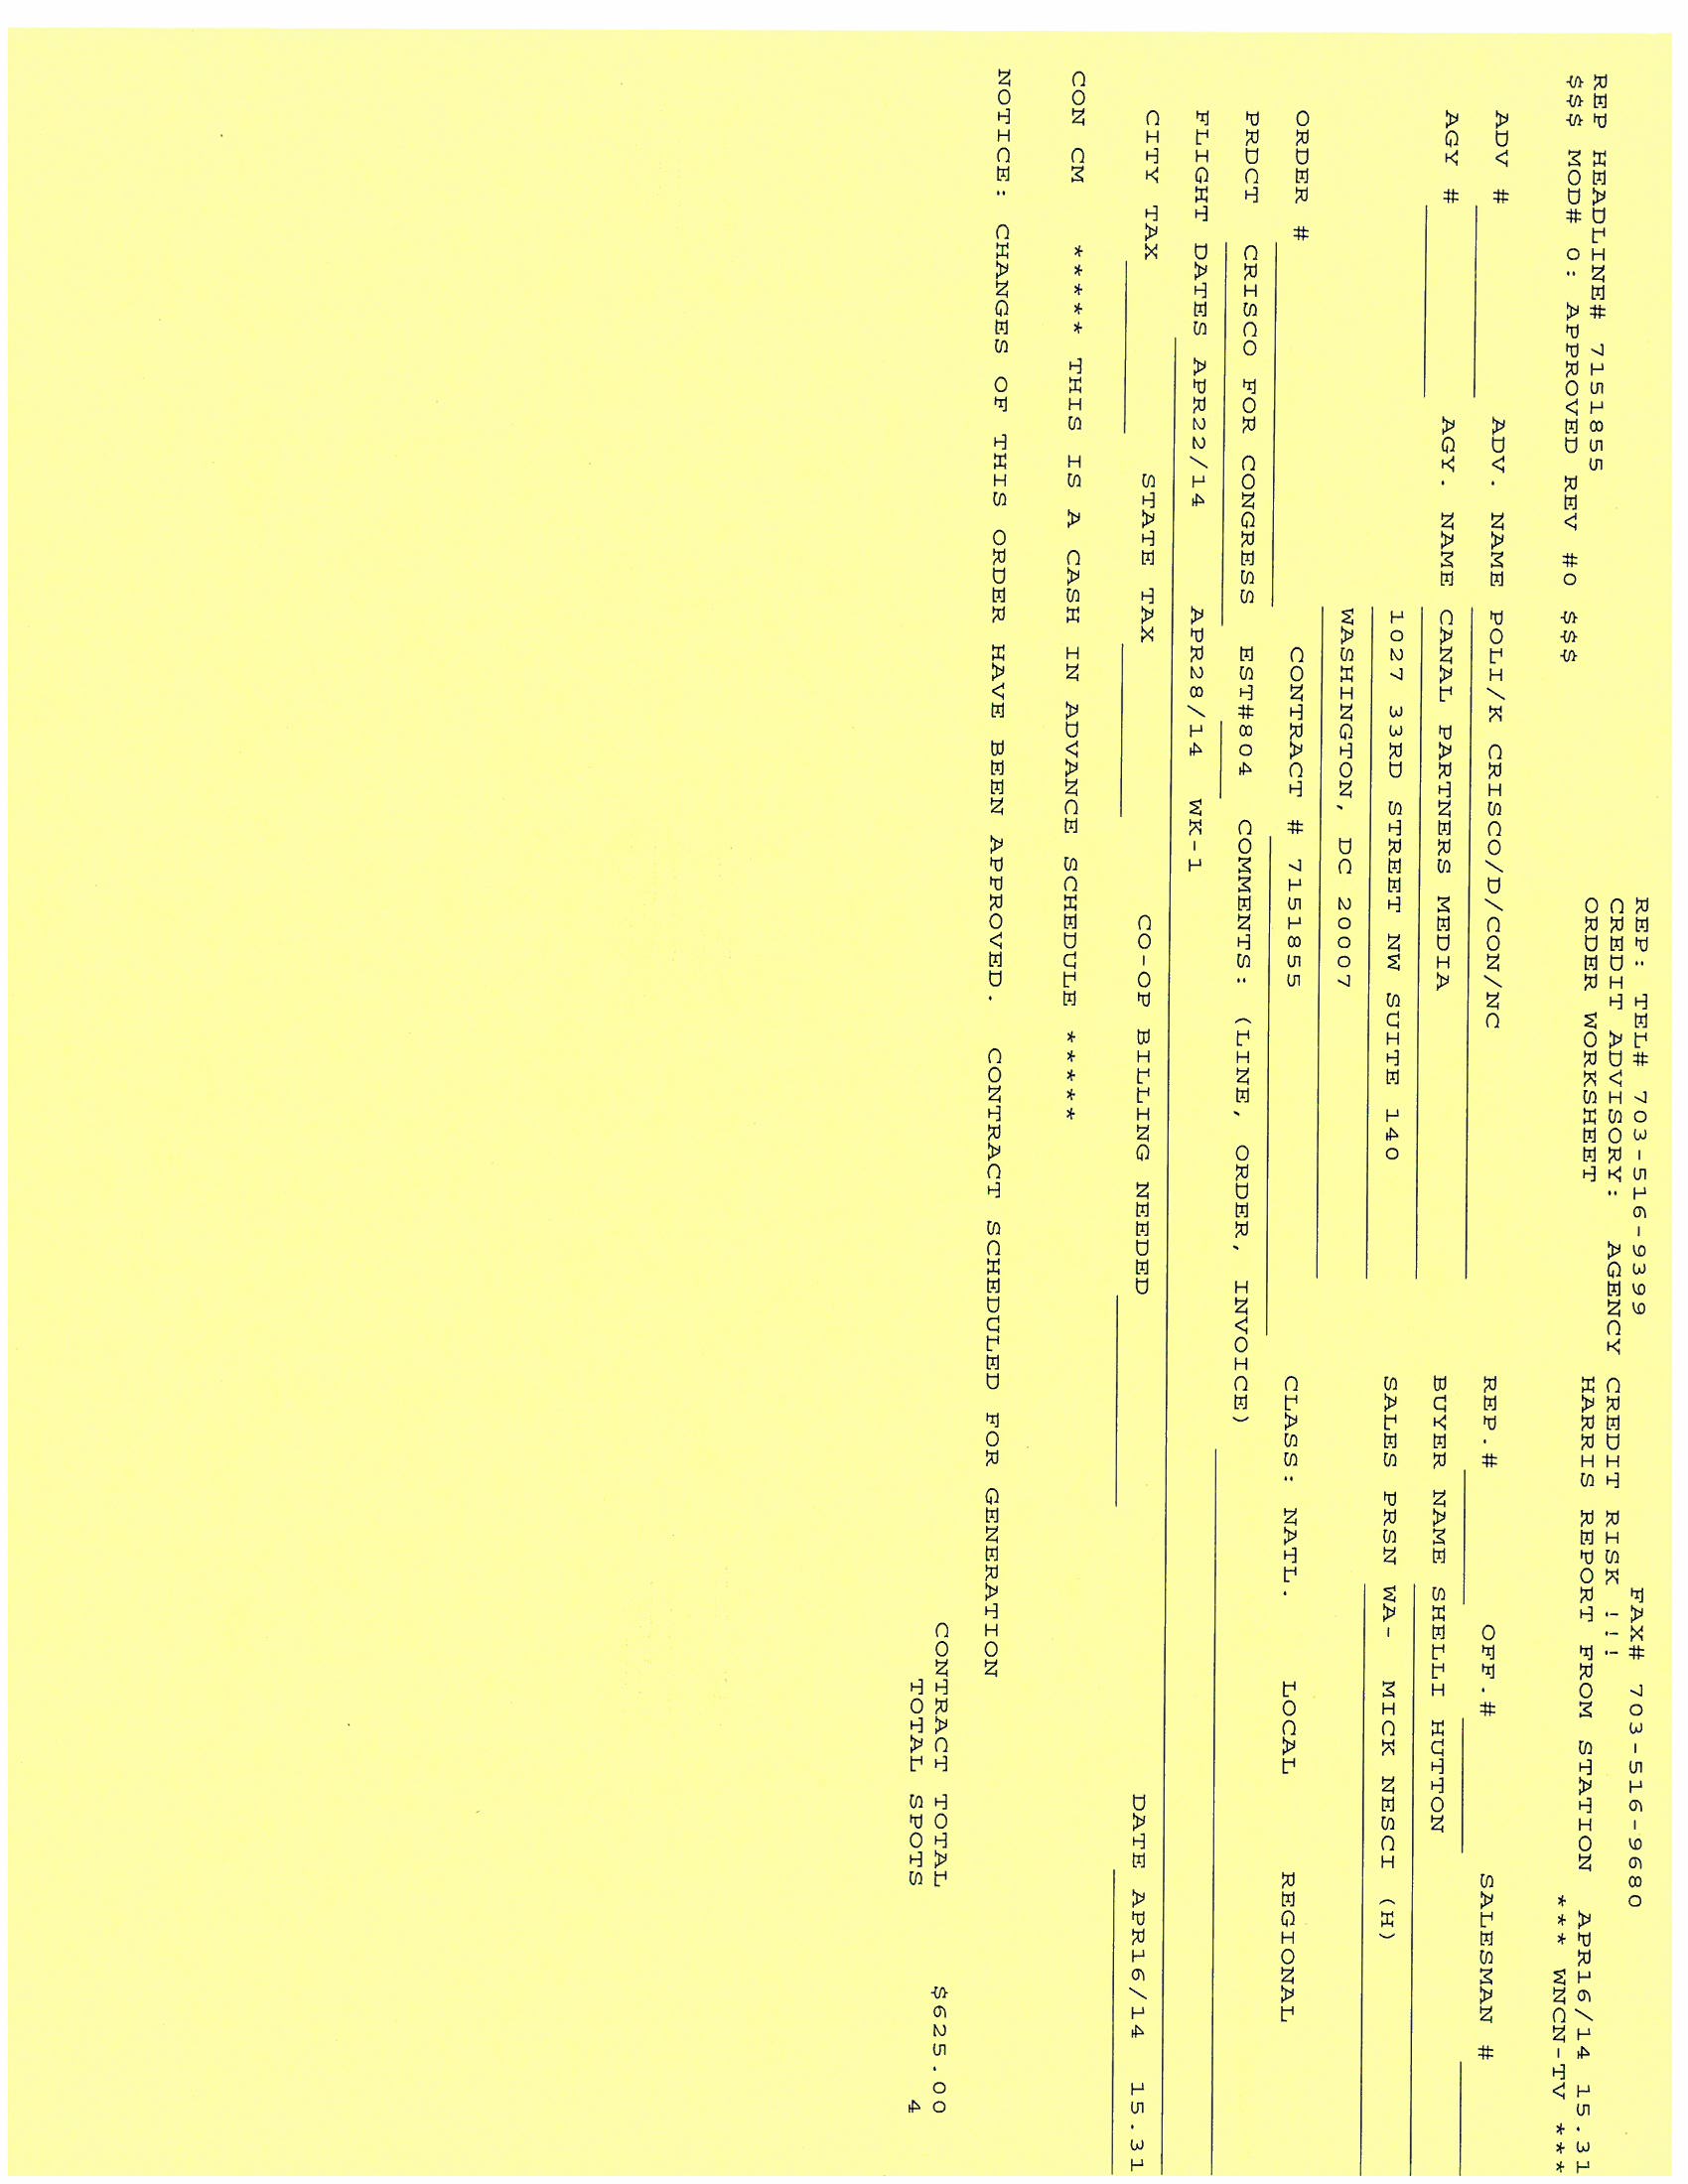 REP: TEL# 703-516-9399 FAX# 703-516-9680
CREDIT ADVISORY: AGENCY CREDIT RISK !!!
REP HEADLINE# 7151855 ORDER WORKSHEET HARRIS REPORT FROM STATION APR16/14 15.31
$$$ MOD# 0: APPROVED REV #0 $$$ *** WNCN-TV ***
ADV # ADV. NAME POLI/K CRISCO/D/CON/NC REP.# OFF.# SALESMAN #
AGY # AGY. NAME CANAL PARTNERS MEDIA BUYER NAME SHELLI HUTTON
1027 33RD STREET NW SUITE 140 SALES PRSN WA- MICK NESCI (H)
WASHINGTON, DC 20007
ORDER # CONTRACT # 7151855 CLASS: NATL. LOCAL REGIONAL
PRDCT CRISCO FOR CONGRESS EST#804 COMMENTS: (LINE, ORDER, INVOICE)
FLIGHT DATES APR22/14 APR28/14 WK-1
CITY TAX STATE TAX CO-OP BILLING NEEDED DATE APR16/14 15.31
CON CM ***** THIS IS A CASH IN ADVANCE SCHEDULE *****
NOTICE: CHANGES OF THIS ORDER HAVE BEEN APPROVED. CONTRACT SCHEDULED FOR GENERATION
CONTRACT TOTAL $625.00
TOTAL SPOTS 4